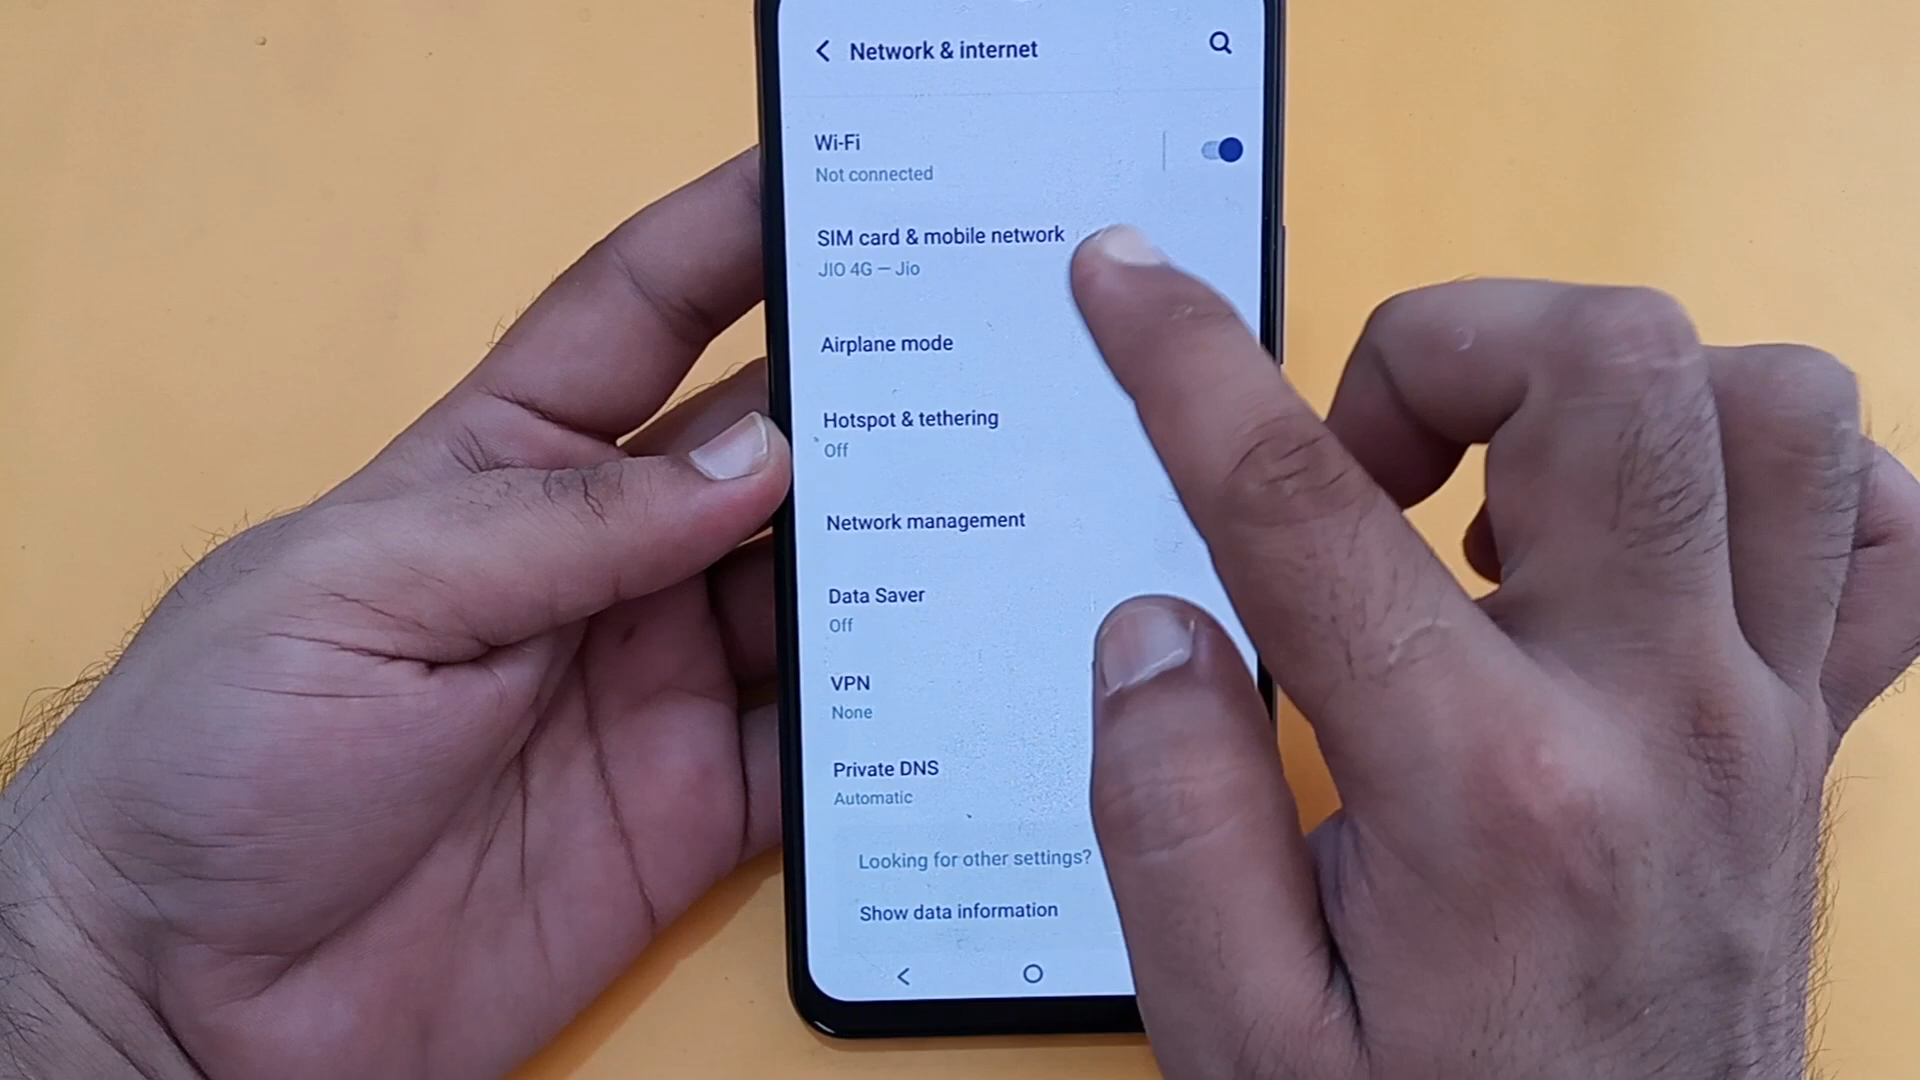 Network & internet
Wi-Fi
Not connected
SIM card & mobile network
JIO 4G — Jio
Airplane mode
Hotspot & tethering
Off
Network management
Data Saver
Off
VPN
None
Private DNS
Automatic
Looking for other settings?
Show data information